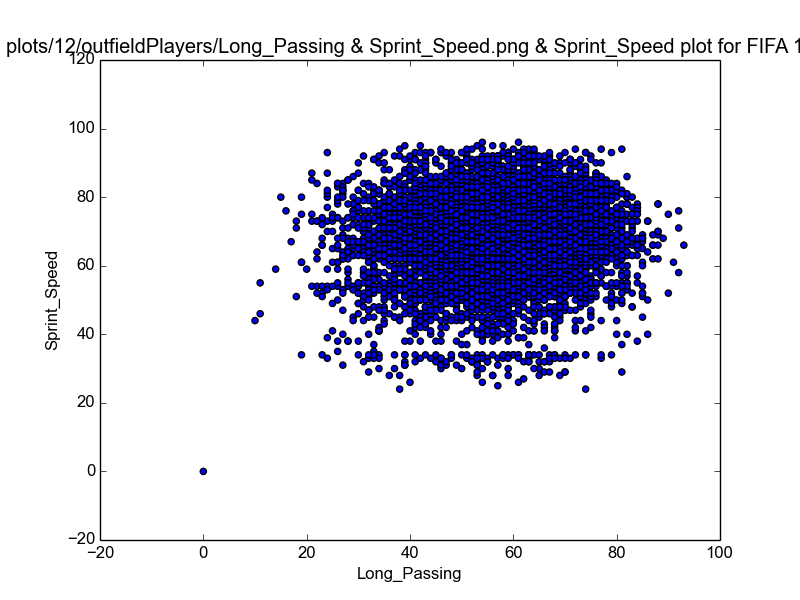 plots/12/outfieldPlayers/Long_Passing & Sprint_Speed.png & Sprint_Speed plot for FIFA 1
120
100
80
60
40
20
0
−20
Sprint_Speed
−20 0 20 40 60 80 100
Long_Passing